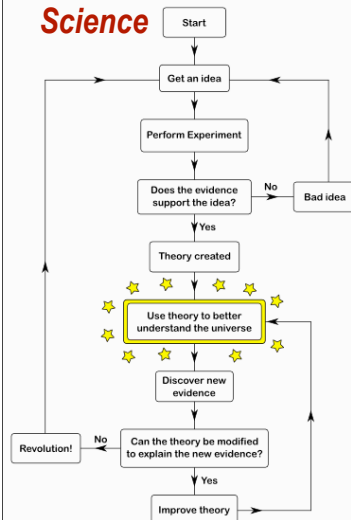 Science
Start
Get an idea
Perform Experiment
Does the evidence
support the idea?
No
Bad idea
Yes
Theory created
Use theory to better
understand the universe
Discover new
evidence
Can the theory be modified
to explain the new evidence?
No
Revolution!
Yes
Improve theory